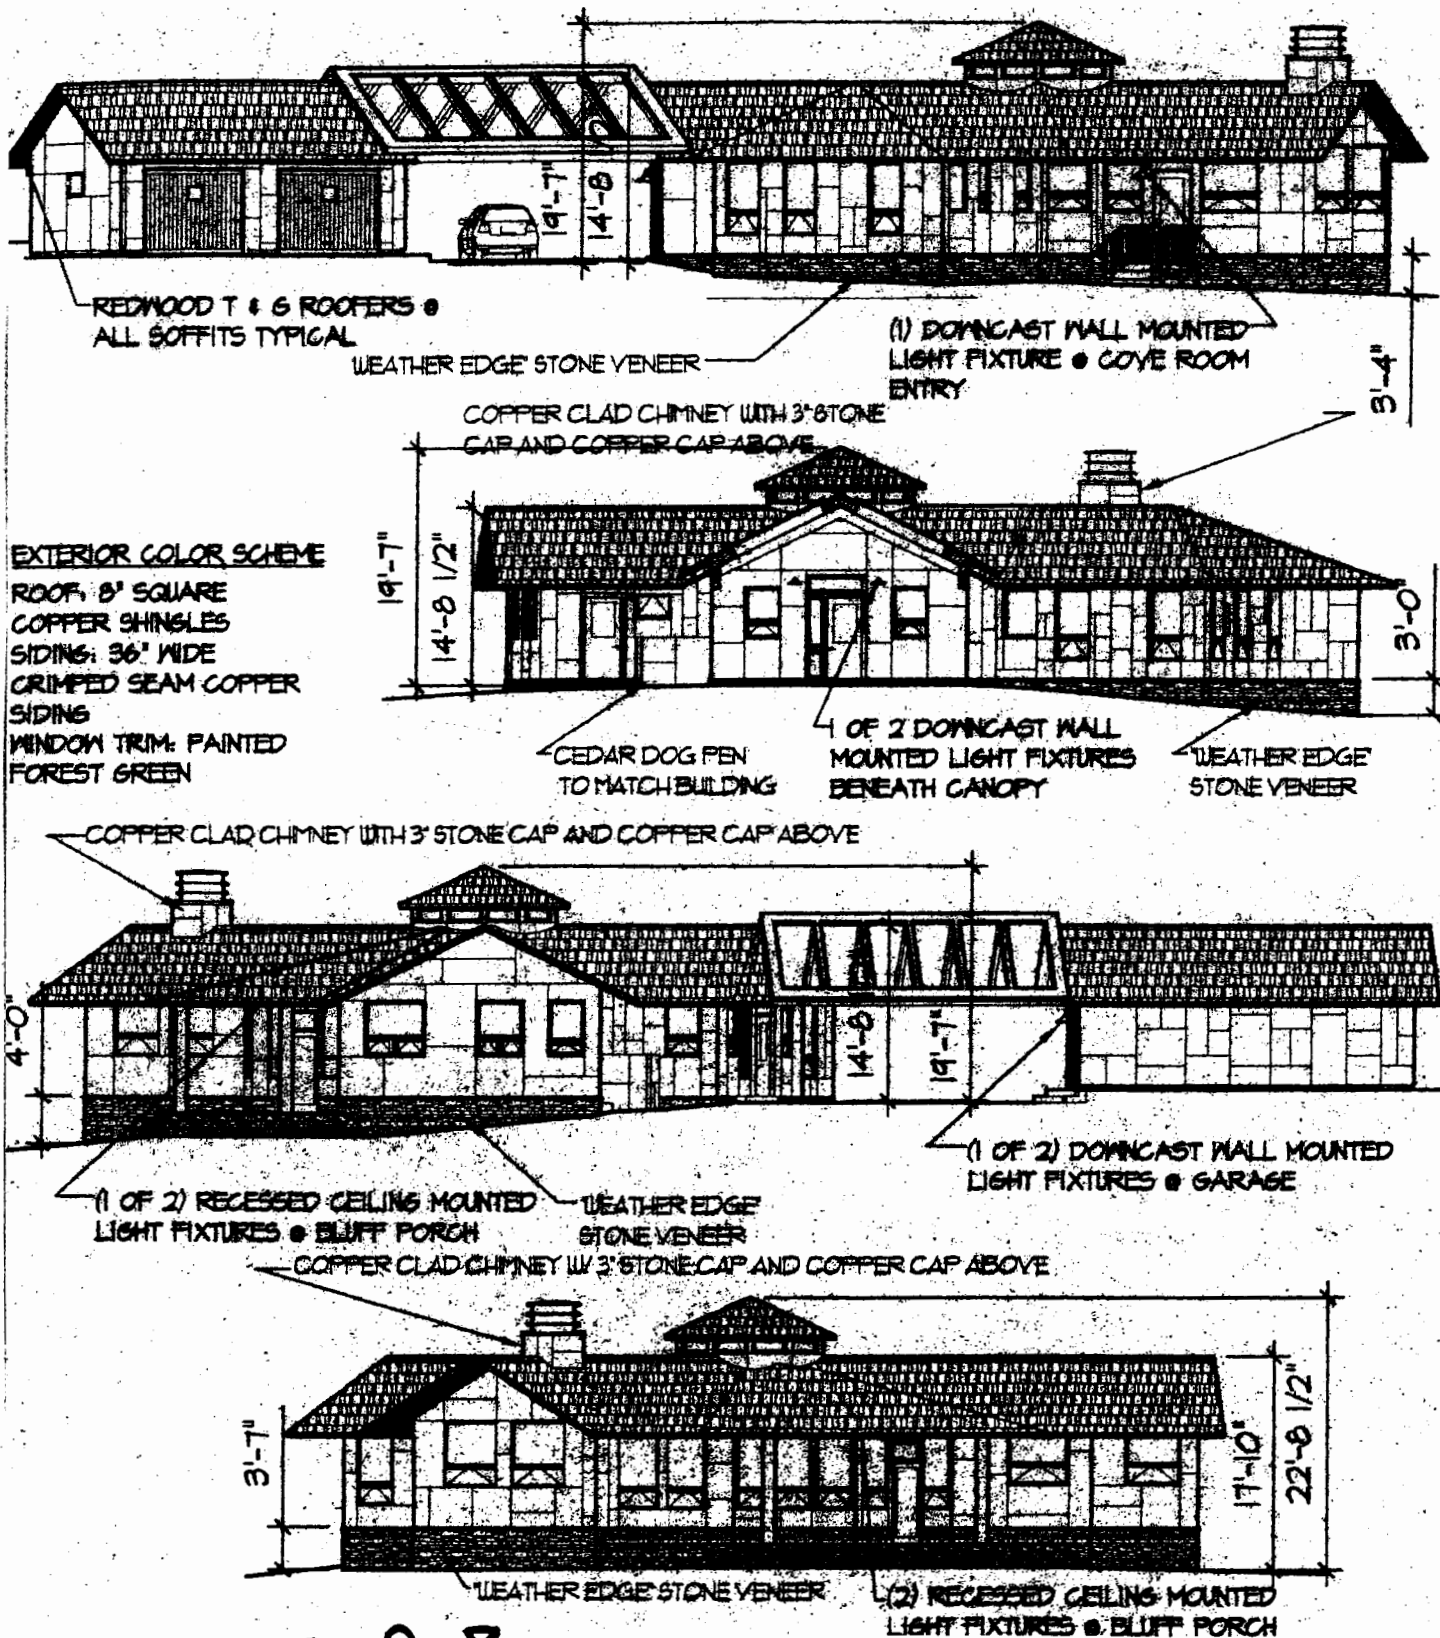 19'-7"
14'-8
REDWOOD T & G ROOFERS @
ALL SOFFITS TYPICAL
'WEATHER EDGE' STONE VENEER
(1) DOWNCAST WALL MOUNTED
LIGHT FIXTURE @ COVE ROOM
ENTRY
3'-4"
COPPER CLAD CHIMNEY WITH 3" STONE
CAP AND COPPER CAP ABOVE
19'-7"
14'-8 1/2"
3'-0"
EXTERIOR COLOR SCHEME
ROOF: 8" SQUARE
COPPER SHINGLES
SIDING: 36" WIDE
CRIMPED SEAM COPPER
SIDING
WINDOW TRIM: PAINTED
FOREST GREEN
CEDAR DOG PEN
TO MATCH BUILDING
1 OF 2 DOWNCAST WALL
MOUNTED LIGHT FIXTURES
BENEATH CANOPY
'WEATHER EDGE'
STONE VENEER
COPPER CLAD CHIMNEY WITH 3" STONE CAP AND COPPER CAP ABOVE
4'-0"
14'-8
19'-7"
(1 OF 2) DOWNCAST WALL MOUNTED
LIGHT FIXTURES @ GARAGE
(1 OF 2) RECESSED CEILING MOUNTED
LIGHT FIXTURES @ BLUFF PORCH
'WEATHER EDGE'
STONE VENEER
COPPER CLAD CHIMNEY W/ 3" STONE CAP AND COPPER CAP ABOVE
3'-7"
17'-10"
22'-8 1/2"
'WEATHER EDGE' STONE VENEER
(2) RECESSED CEILING MOUNTED
LIGHT FIXTURES @ BLUFF PORCH